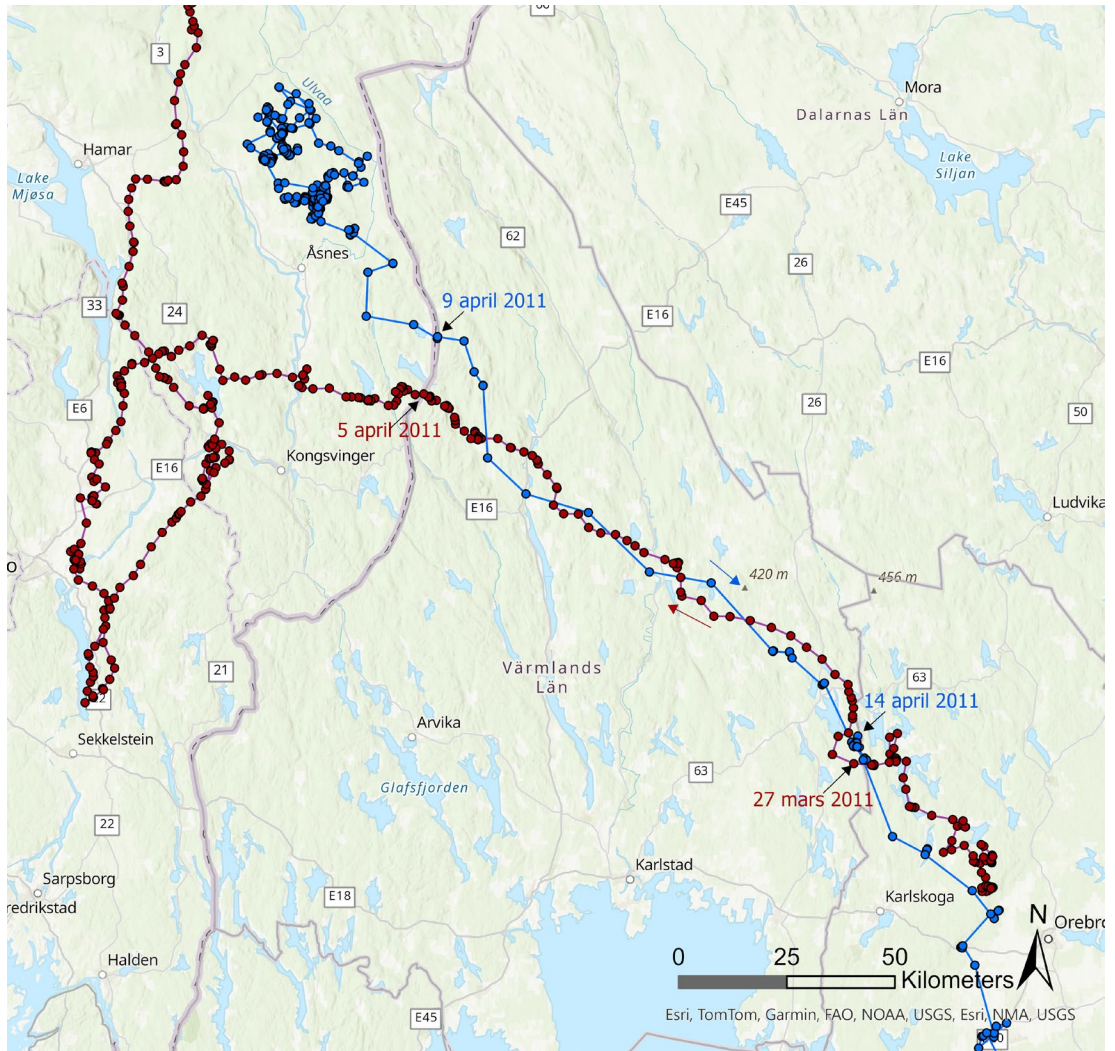 3
Ulvaa
Mora
Dalarnas Län
Hamar
Lake
Mjøsa
Lake
Siljan
E45
62
Åsnes
26
33
24
9 april 2011
E16
E16
E6
26
50
5 april 2011
Kongsvinger
E16
E16
Ludvika
O
420 m
456 m
Värmlands
Län
21
63
14 april 2011
Arvika
Sekkelstein
63
Glafsfjorden
27 mars 2011
22
Karlstad
Sarpsborg
redrikstad
E18
Karlskoga
N
Orebro
Halden
0 25 50
Kilometers
E45
Esri, TomTom, Garmin, FAO, NOAA, USGS, Esri, NMA, USGS